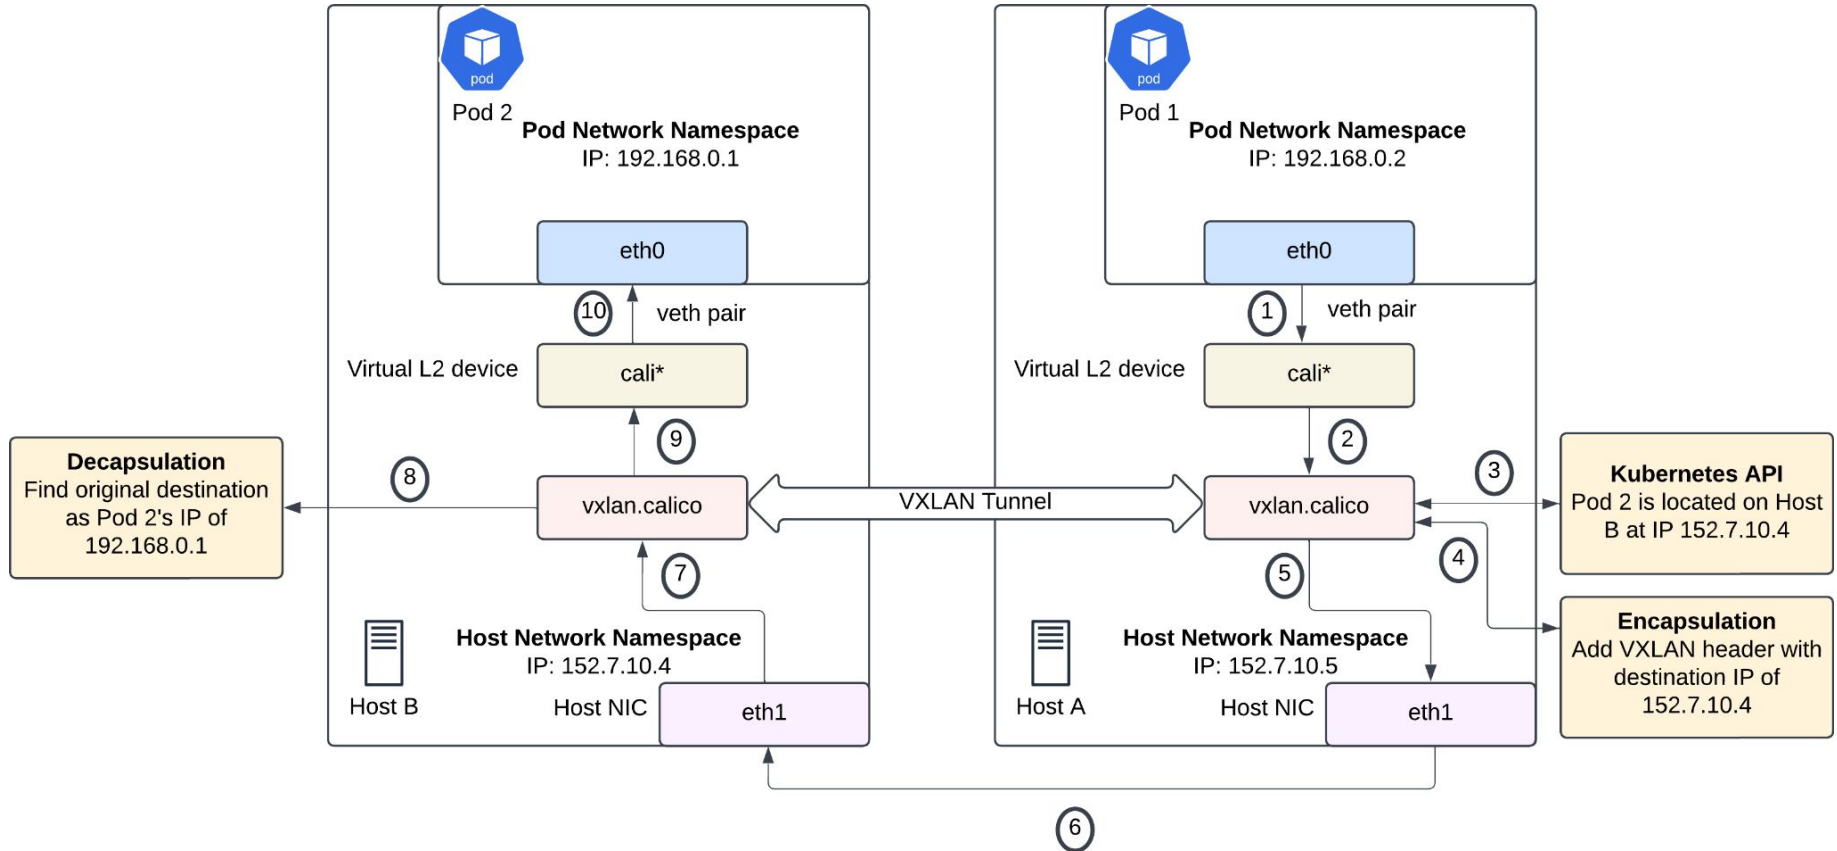 pod
Pod 2
Pod Network Namespace
IP: 192.168.0.1
eth0
10
veth pair
Virtual L2 device
cali*
9
Decapsulation
Find original destination
as Pod 2's IP of
192.168.0.1
8
vxlan.calico
VXLAN Tunnel
7
Host Network Namespace
IP: 152.7.10.4
Host B
Host NIC
eth1
pod
Pod 1
Pod Network Namespace
IP: 192.168.0.2
eth0
1
veth pair
Virtual L2 device
cali*
2
vxlan.calico
3
Kubernetes API
Pod 2 is located on Host
B at IP 152.7.10.4
4
5
Encapsulation
Add VXLAN header with
destination IP of
152.7.10.4
Host Network Namespace
IP: 152.7.10.5
Host A
Host NIC
eth1
6